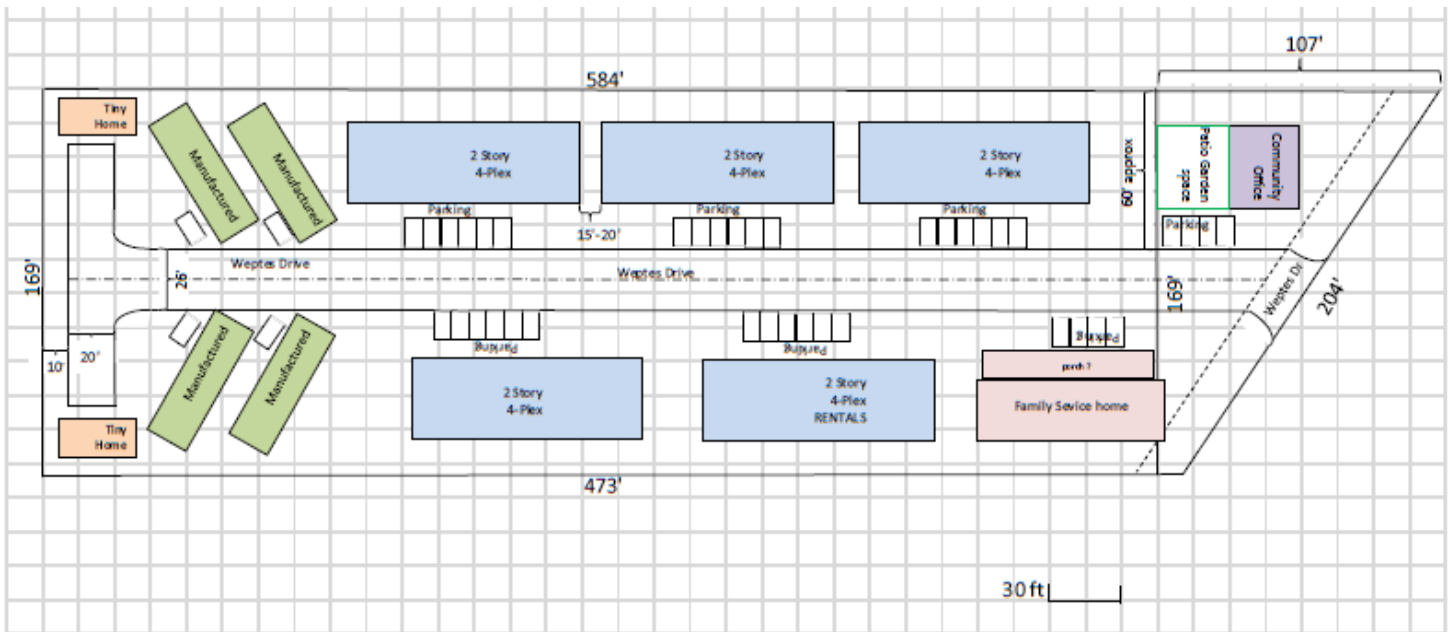 107'
584'
Tiny
Home
Manufactured
Manufactured
2 Story
4-Plex
2 Story
4-Plex
2 Story
4-Plex
60' approx
Patio Garden
space
Community
Office
Parking
Parking
Parking
Parking
15'-20'
Weptes Drive
Weptes Drive
26'
169'
169'
Weptes Dr
204'
10'
20'
Parking
Parking
Parking
Manufactured
Manufactured
2 Story
4-Plex
2 Story
4-Plex
RENTALS
porch ?
Family Sevice home
Tiny
Home
473'
30 ft